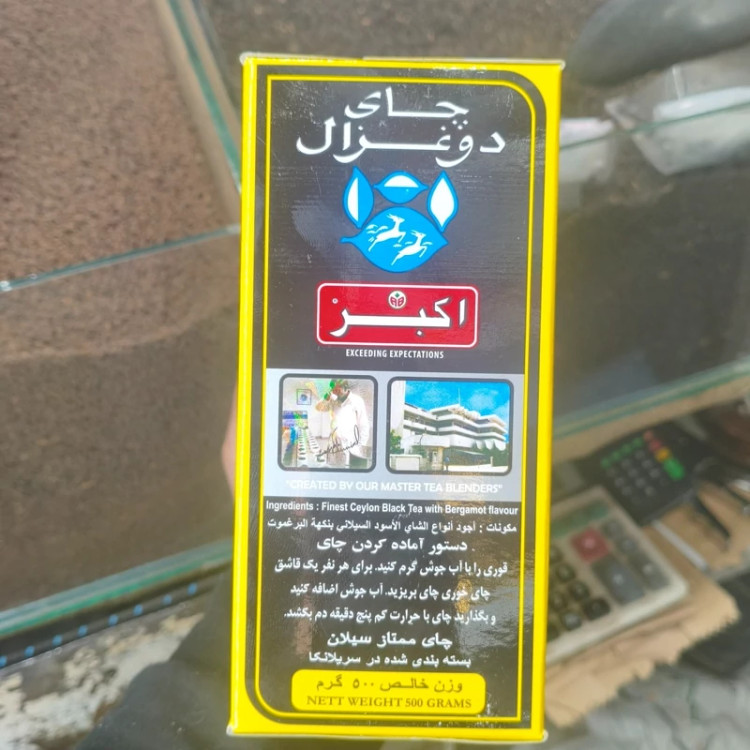 چای
دوغزال
اکبر
EXCEEDING EXPECTATIONS
"CREATED BY OUR MASTER TEA BLENDERS"
Ingredients : Finest Ceylon Black Tea with Bergamot flavour
مكونات : أجود أنواع الشاي الأسود السيلاني بنكهة البرغموت
دستور آماده کردن چای
قوری را با آب جوش گرم کنید. برای هر نفر یک قاشق
چای خوری چای بریزید. آب جوش اضافه کنید
و بگذارید چای با حرارت کم پنج دقیقه دم بکشد.
چای ممتاز سیلان
بسته بندی شده در سریلانکا
وزن خالص ۵۰۰ گرم
NETT WEIGHT 500 GRAMS